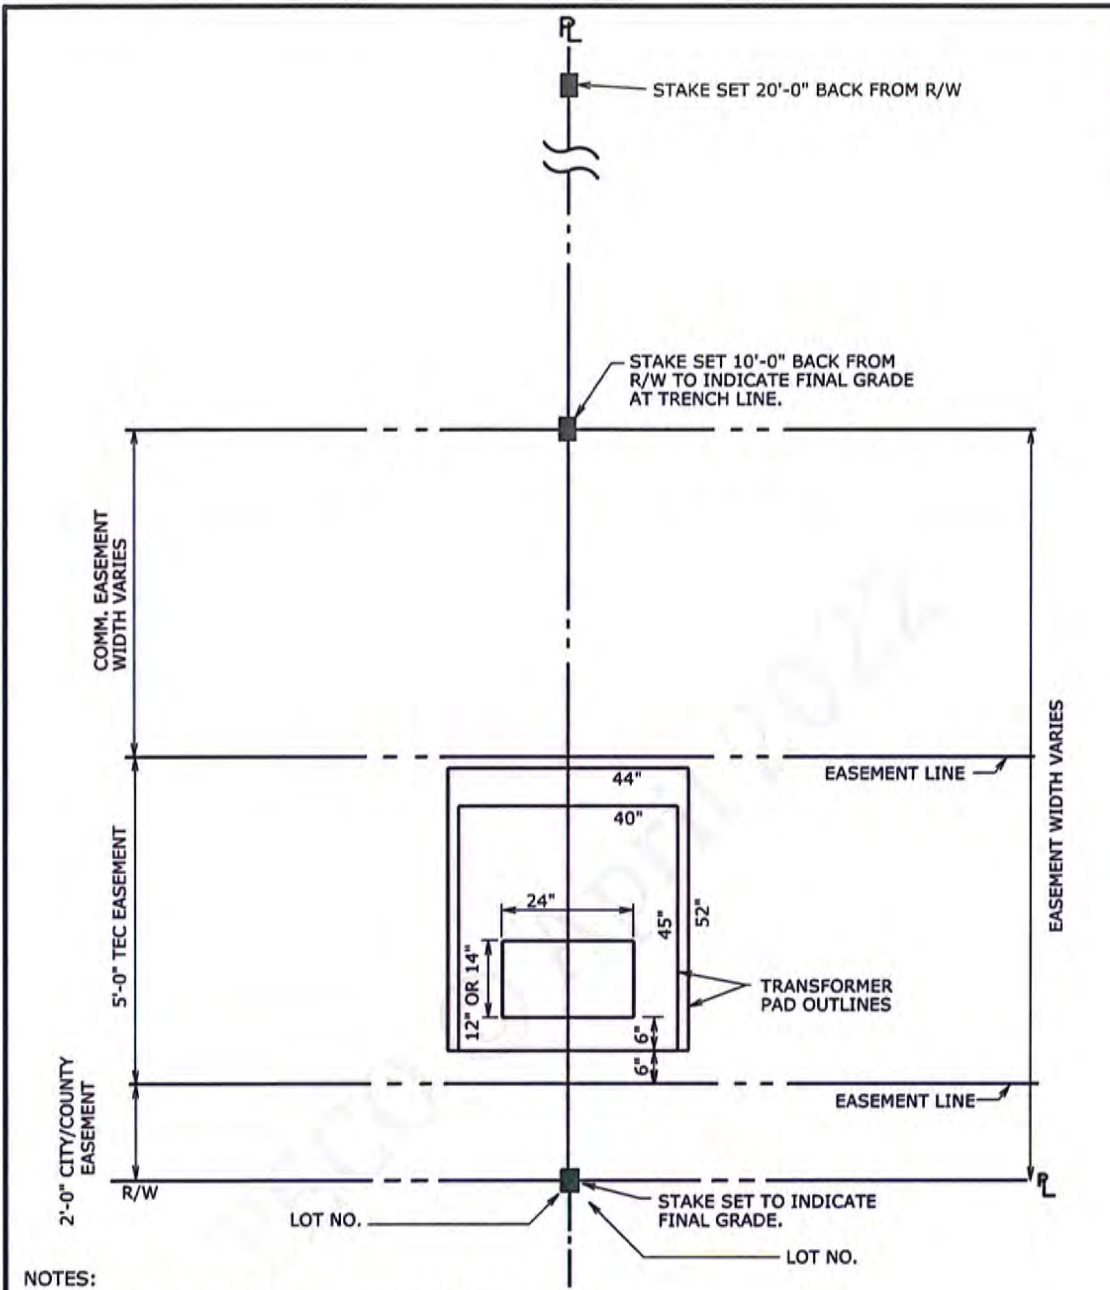 PL
STAKE SET 20'-0" BACK FROM R/W
STAKE SET 10'-0" BACK FROM
R/W TO INDICATE FINAL GRADE
AT TRENCH LINE.
COMM. EASEMENT
WIDTH VARIES
EASEMENT WIDTH VARIES
EASEMENT LINE
44"
40"
5'-0" TEC EASEMENT
24"
45"
52"
12" OR 14"
TRANSFORMER
PAD OUTLINES
6"
6"
EASEMENT LINE
2'-0" CITY/COUNTY
EASEMENT
R/W
PL
STAKE SET TO INDICATE
FINAL GRADE.
LOT NO.
LOT NO.
NOTES:
April 2022